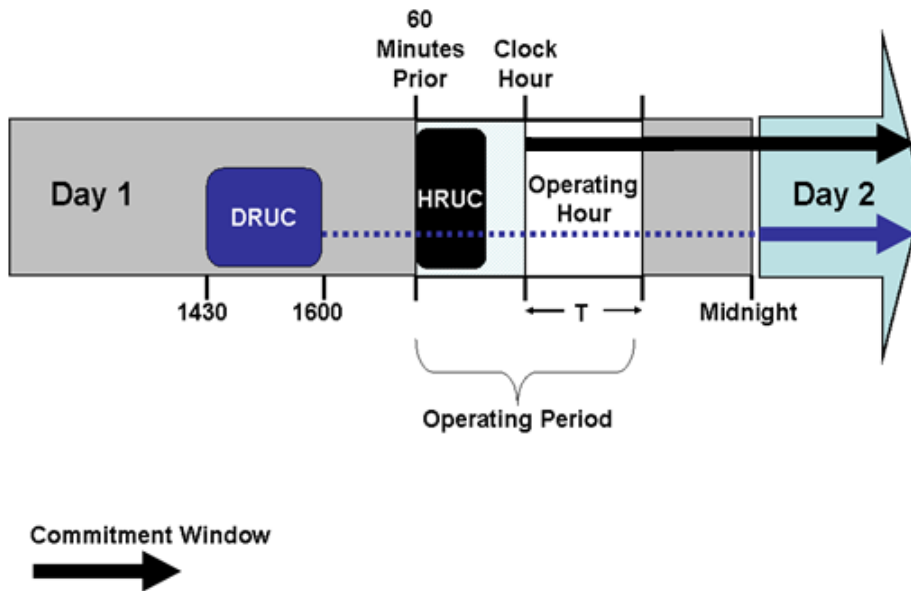 60
Minutes
Prior
Clock
Hour
Day 1
DRUC
HRUC
Operating
Hour
Day 2
1430
1600
T
Midnight
Operating Period
Commitment Window